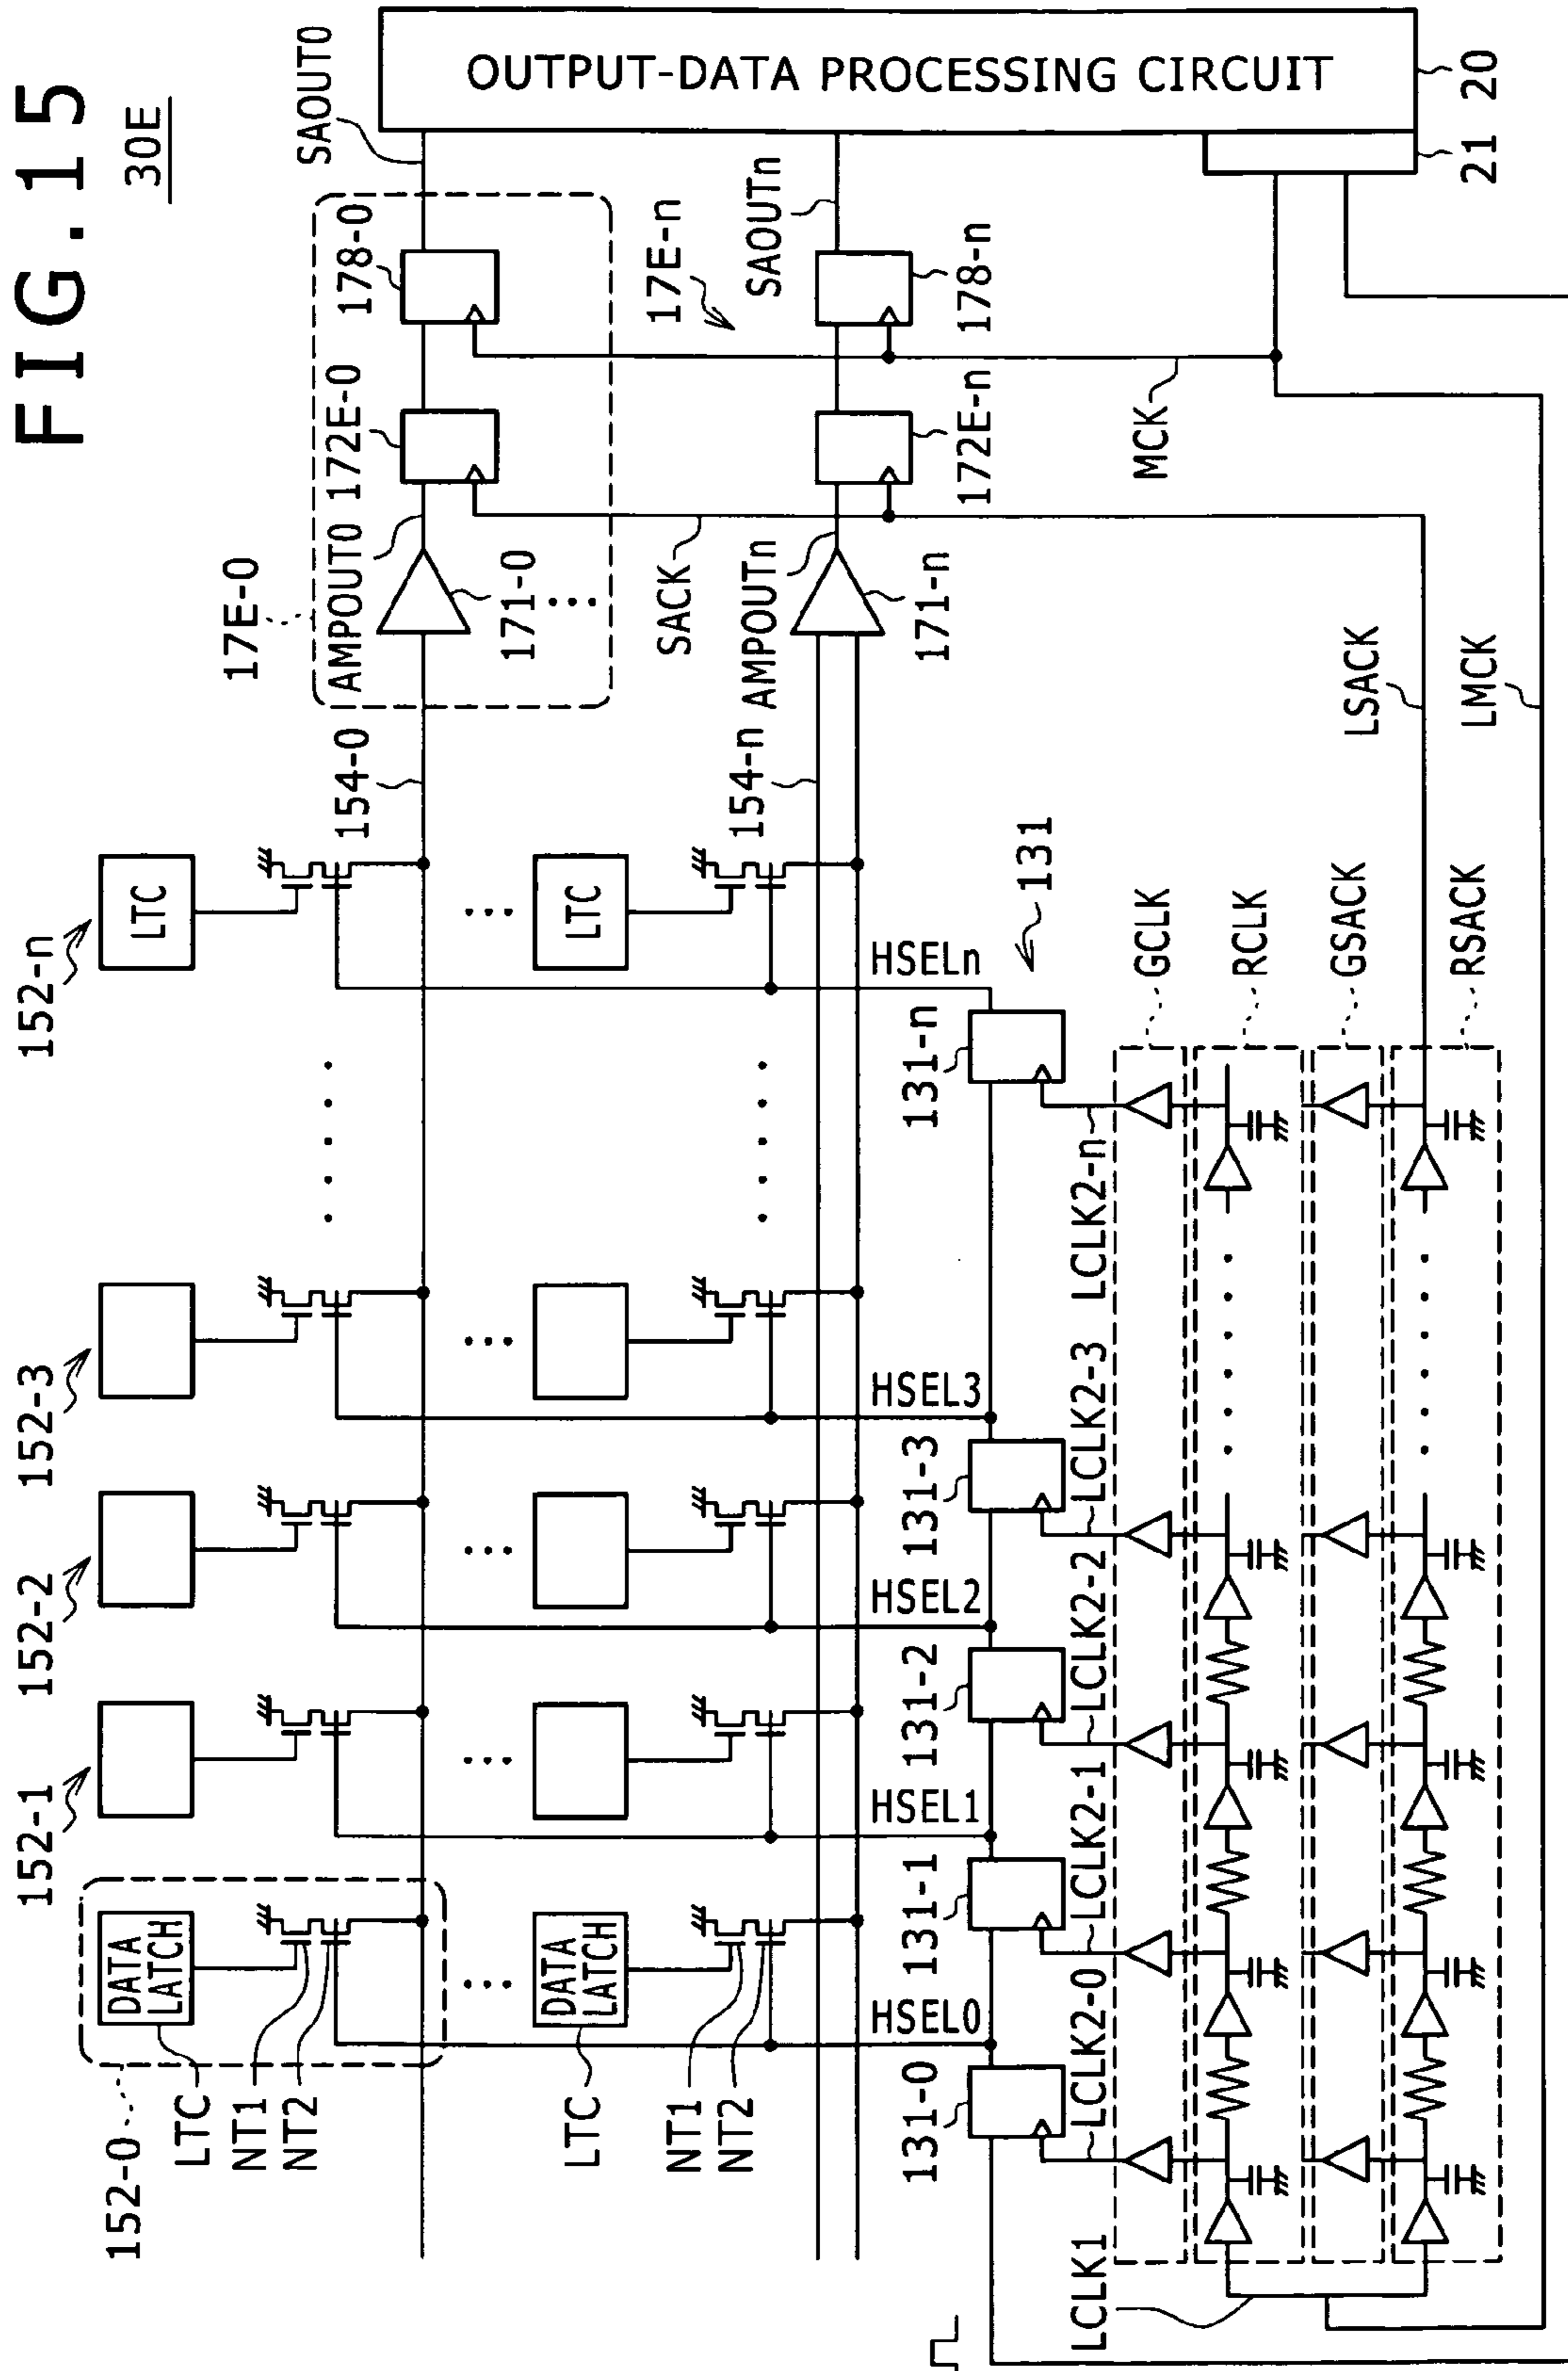 FIG.15
30E
152-n
152-3
152-2
152-1
152-0
LTC
LTC
DATA LATCH
DATA LATCH
LTC
NT1
NT2
LTC
NT1
NT2
17E-0
AMPOUT0
172E-0
178-0
SAOUT0
171-0
154-0
154-n
AMPOUTn
171-n
SACK
17E-n
SAOUTn
172E-n
178-n
MCK
OUTPUT-DATA PROCESSING CIRCUIT
20
21
HSEL0
HSEL1
HSEL2
HSEL3
HSELn
131
131-0
131-1
131-2
131-3
131-n
LCLK2-0
LCLK2-1
LCLK2-2
LCLK2-3
LCLK2-n
LCLK1
GCLK
RCLK
GSACK
RSACK
LSACK
LMCK